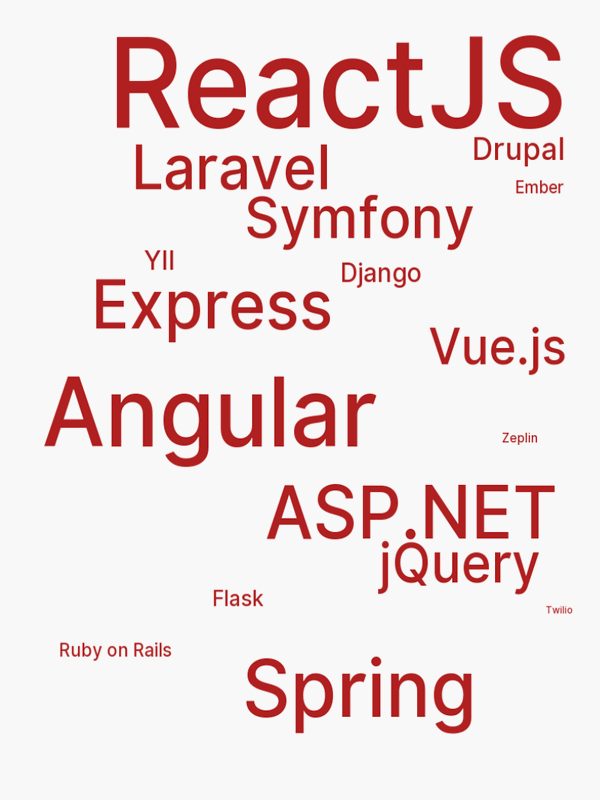 ReactJS
Drupal
Laravel
Ember
Symfony
YII
Django
Express
Vue.js
Angular
Zeplin
ASP.NET
jQuery
Flask
Twilio
Ruby on Rails
Spring